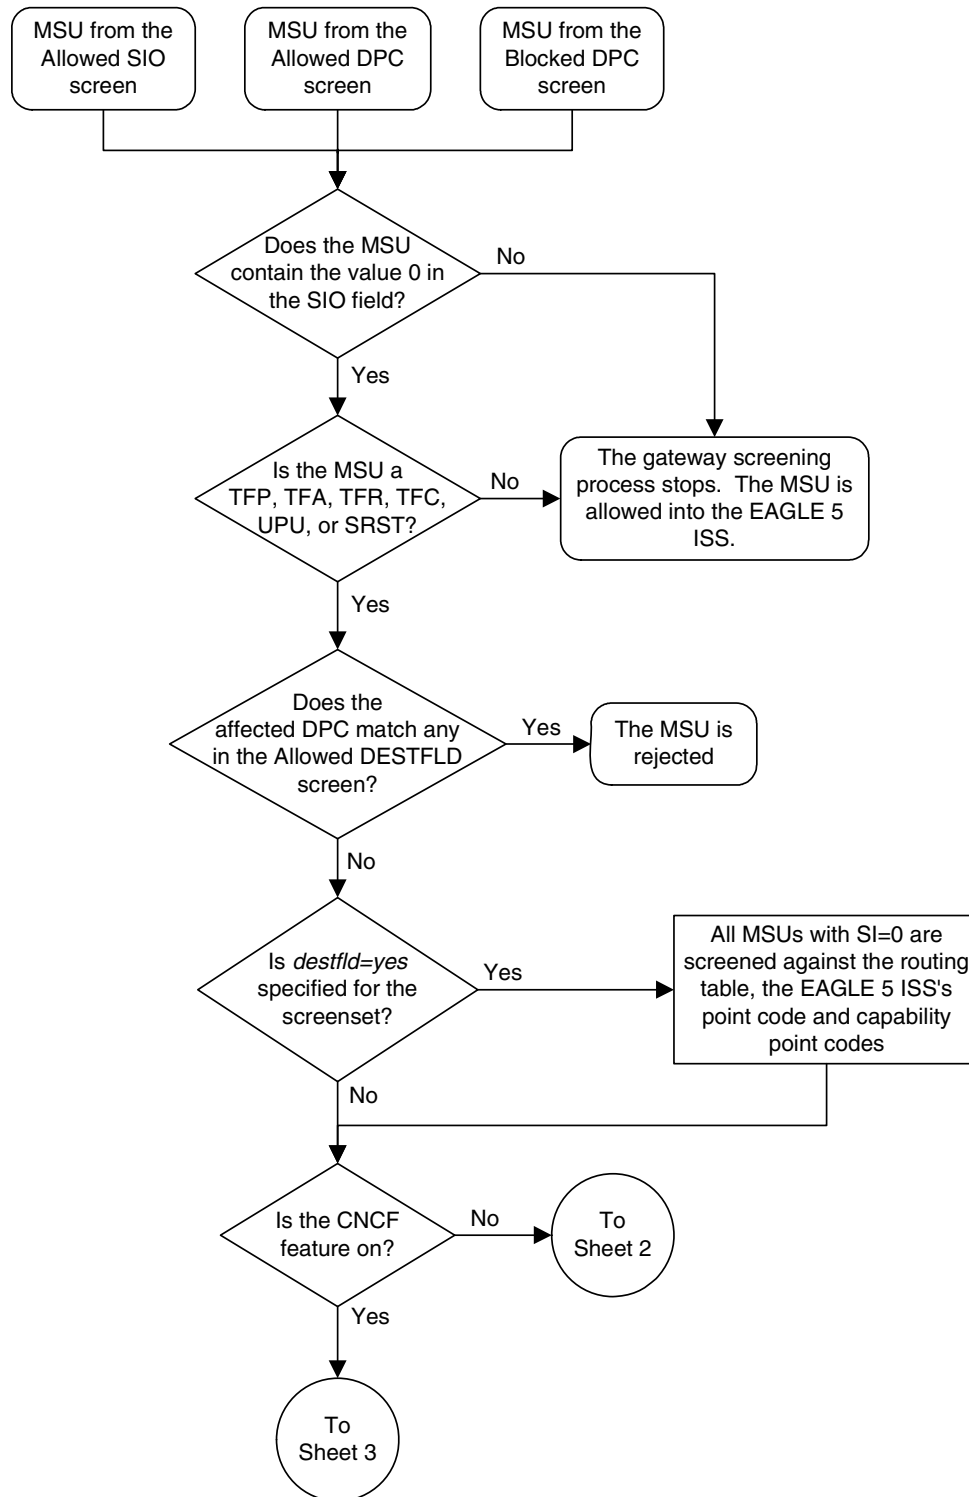 MSU from the
Allowed SIO
screen
MSU from the
Allowed DPC
screen
MSU from the
Blocked DPC
screen
Does the MSU
contain the value 0 in
the SIO field?
No
Yes
Is the MSU a
TFP, TFA, TFR, TFC,
UPU, or SRST?
No
The gateway screening
process stops. The MSU is
allowed into the EAGLE 5
ISS.
Yes
Does the
affected DPC match any
in the Allowed DESTFLD
screen?
Yes
The MSU is
rejected
No
Is destfld=yes
specified for the
screenset?
Yes
All MSUs with SI=0 are
screened against the routing
table, the EAGLE 5 ISS's
point code and capability
point codes
No
Is the CNCF
feature on?
No
To
Sheet 2
Yes
To
Sheet 3